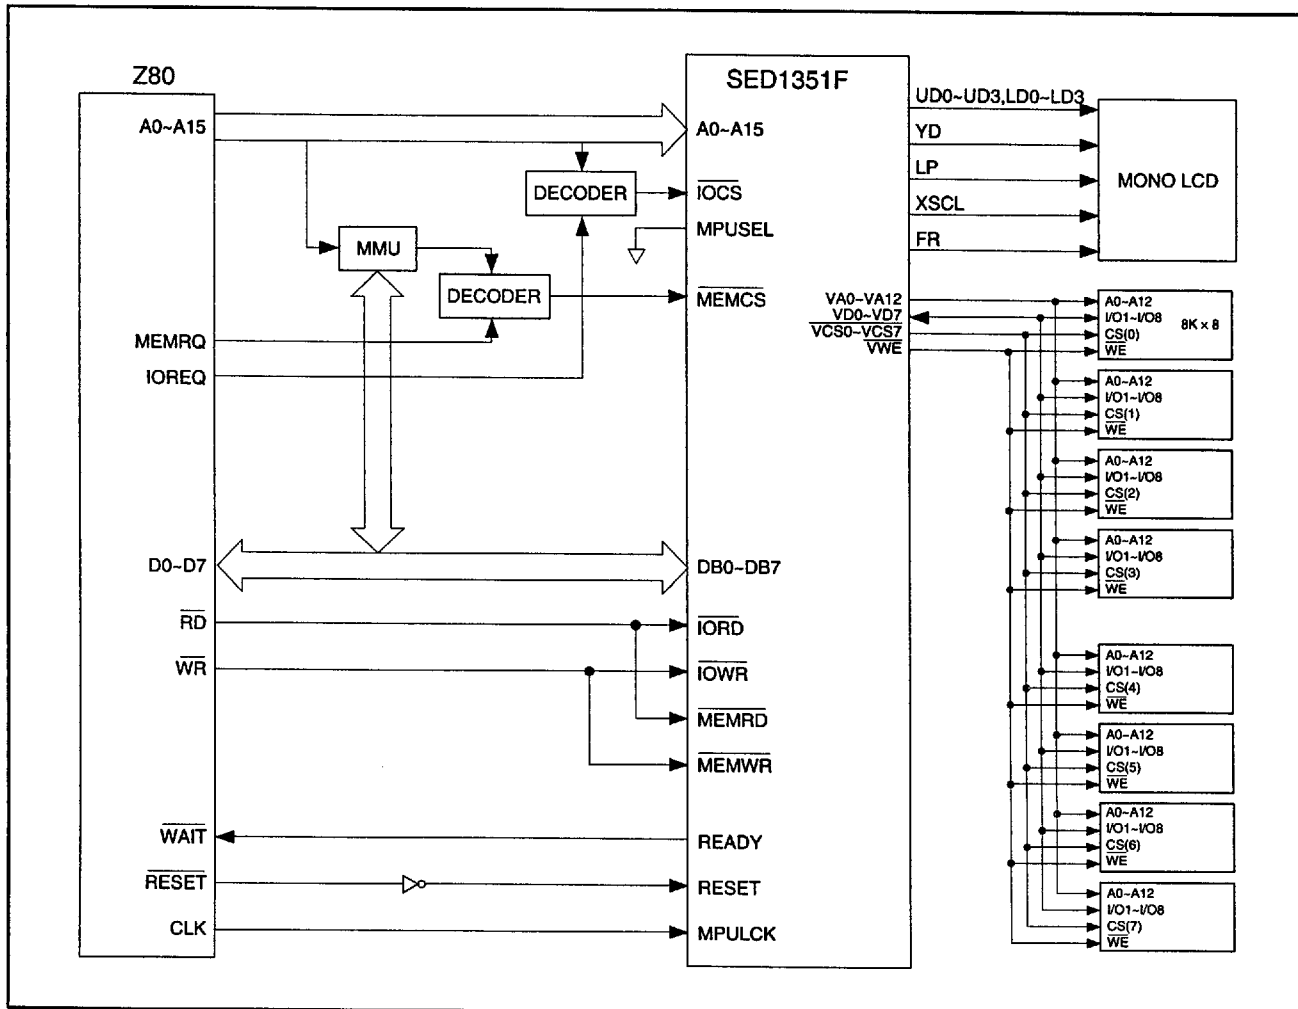 Z80
SED1351F
A0~A15
A0~A15
DECODER
IOCS
MPUSEL
MMU
DECODER
MEMCS
MEMRQ
IOREQ
D0~D7
DB0~DB7
RD
IORD
WR
IOWR
MEMRD
MEMWR
WAIT
READY
RESET
RESET
CLK
MPULCK
UD0~UD3,LD0~LD3
YD
LP
XSCL
FR
MONO LCD
VA0~VA12
VD0~VD7
VCS0~VCS7
VWE
A0~A12
I/O1~I/O8
CS(0)
WE
8K × 8
A0~A12
I/O1~I/O8
CS(1)
WE
A0~A12
I/O1~I/O8
CS(2)
WE
A0~A12
I/O1~I/O8
CS(3)
WE
A0~A12
I/O1~I/O8
CS(4)
WE
A0~A12
I/O1~I/O8
CS(5)
WE
A0~A12
I/O1~I/O8
CS(6)
WE
A0~A12
I/O1~I/O8
CS(7)
WE